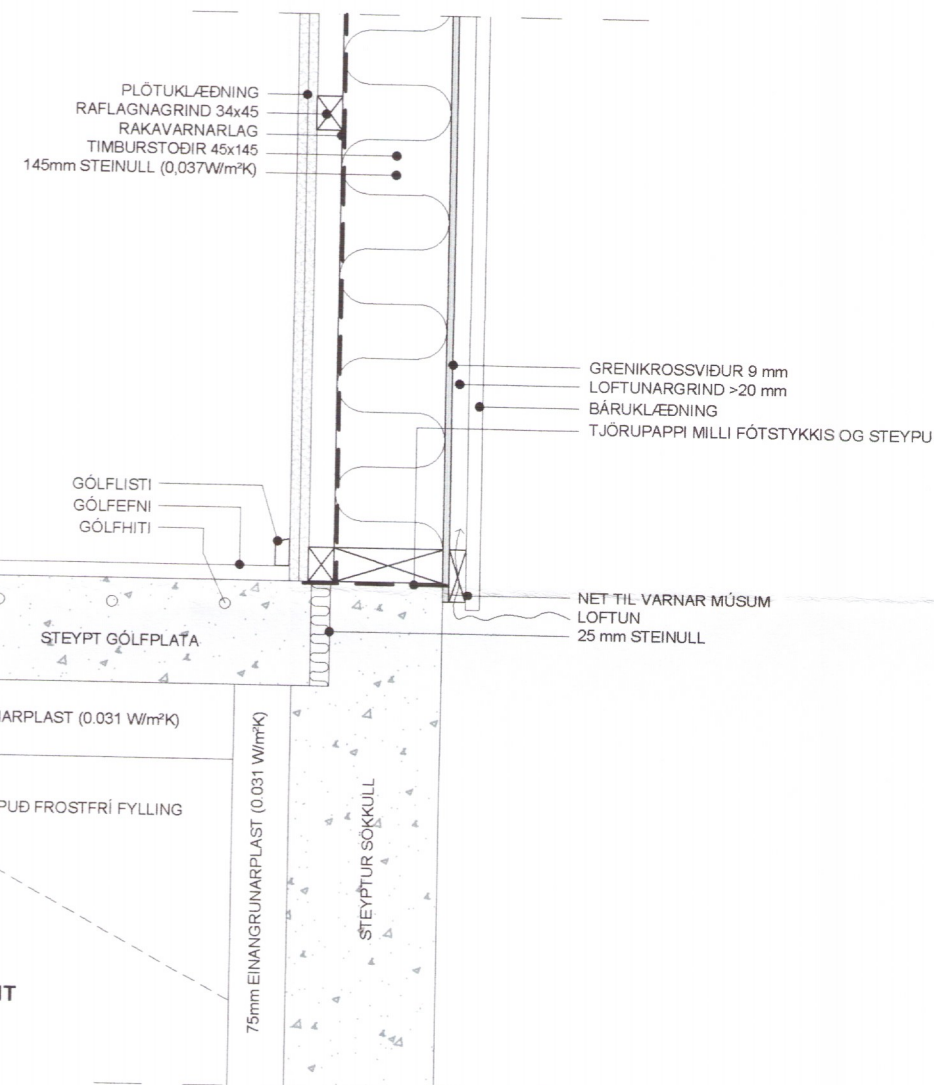 PLÖTUKLÆÐNING
RAFLAGNAGRIND 34x45
RAKAVARNARLAG
TIMBURSTOÐIR 45x145
145mm STEINULL (0,037W/m²K)
GRENIKROSSVIÐUR 9 mm
LOFTUNARGRIND >20 mm
BÁRUKLÆÐNING
TJÖRUPAPPI MILLI FÓTSTYKKIS OG STEYPU
GÓLFLISTI
GÓLFEFNI
GÓLFHITI
NET TIL VARNAR MÚSUM
LOFTUN
25 mm STEINULL
STEYPT GÓLFPLATA
ARPLAST (0.031 W/m²K)
PUÐ FROSTFRÍ FYLLING
75mm EINANGRUNARPLAST (0.031 W/m²K)
STEYPTUR SÖKKULL